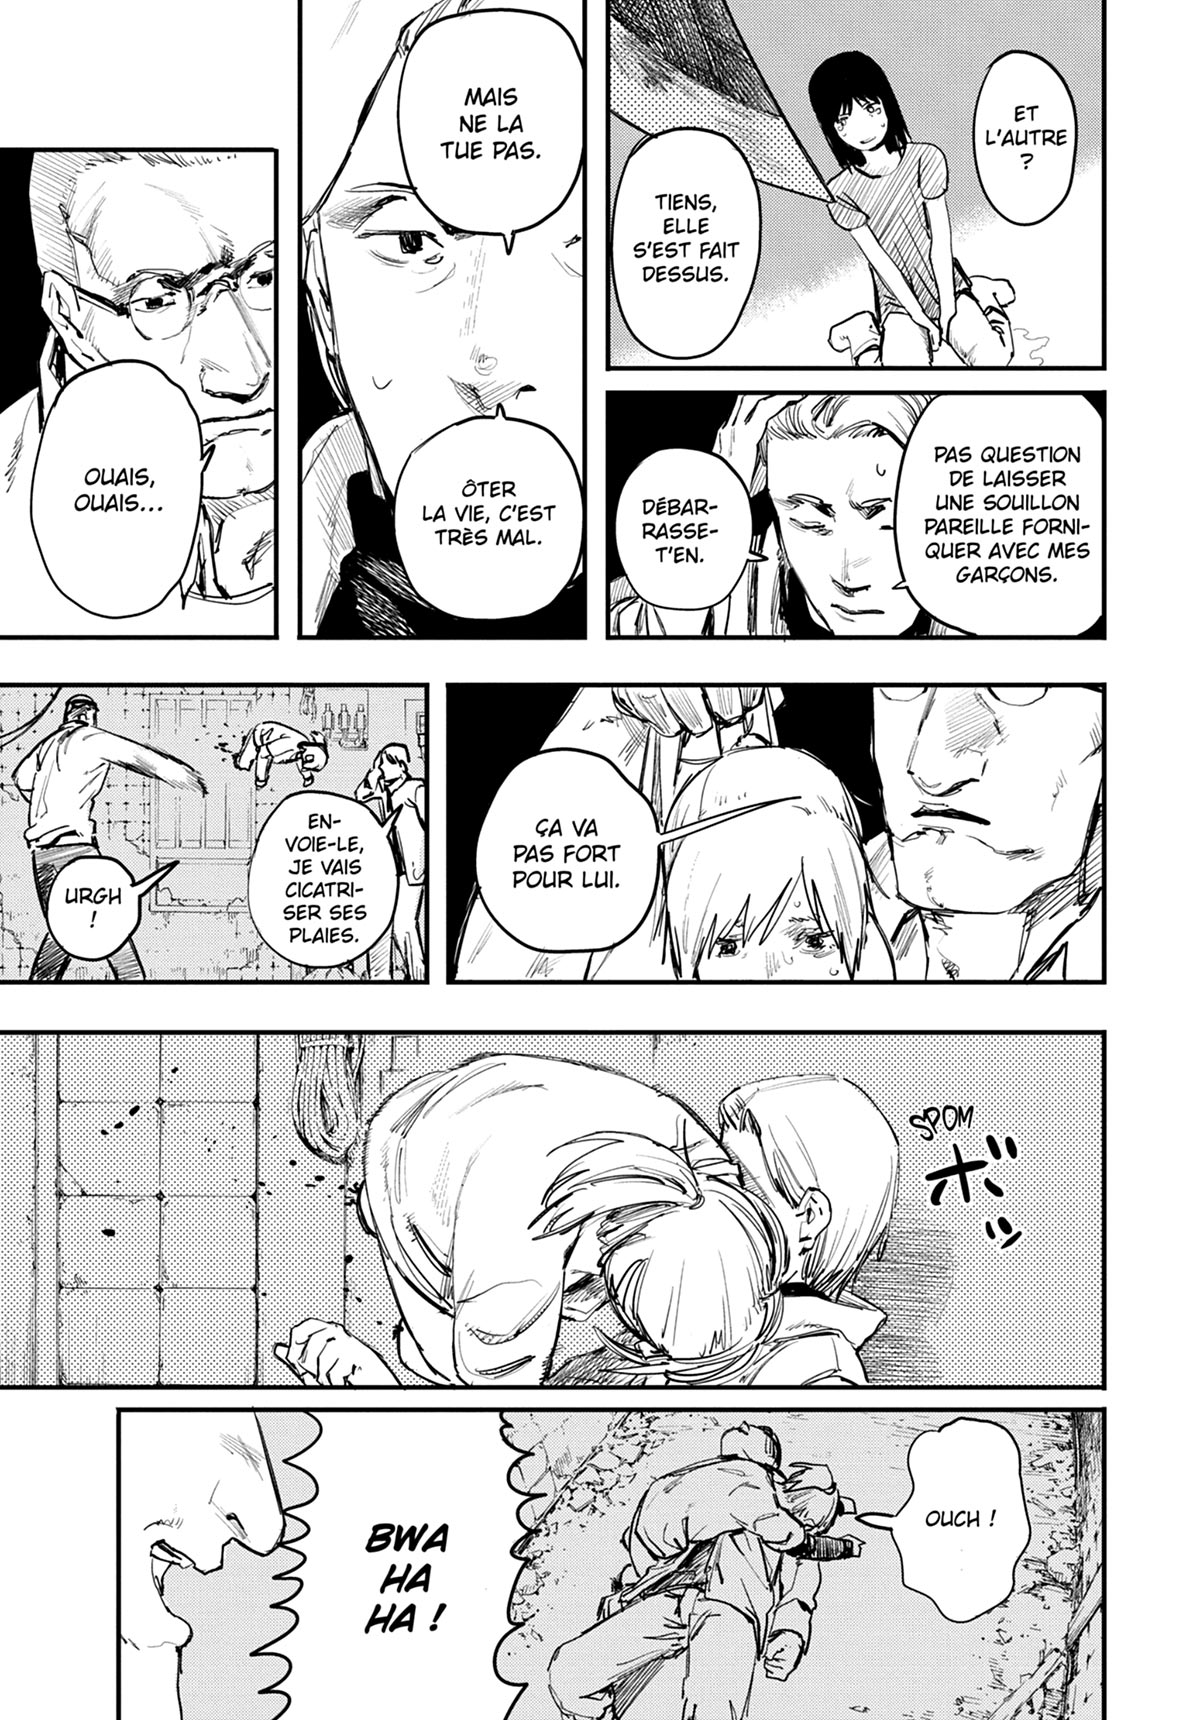 ET
L'AUTRE
?
TIENS,
ELLE
S'EST FAIT
DESSUS.
PAS QUESTION
DE LAISSER
UNE SOUILLON
PAREILLE FORNI-
QUER AVEC MES
GARÇONS.
DÉBAR-
RASSE-
T'EN.
MAIS
NE LA
TUE PAS.
ÔTER
LA VIE, C'EST
TRÈS MAL.
OUAIS,
OUAIS...
ÇA VA
PAS FORT
POUR LUI.
EN-
VOIE-LE,
JE VAIS
CICATRI-
SER SES
PLAIES.
URGH
!
SPOM
ボッ
OUCH !
BWA
HA
HA !